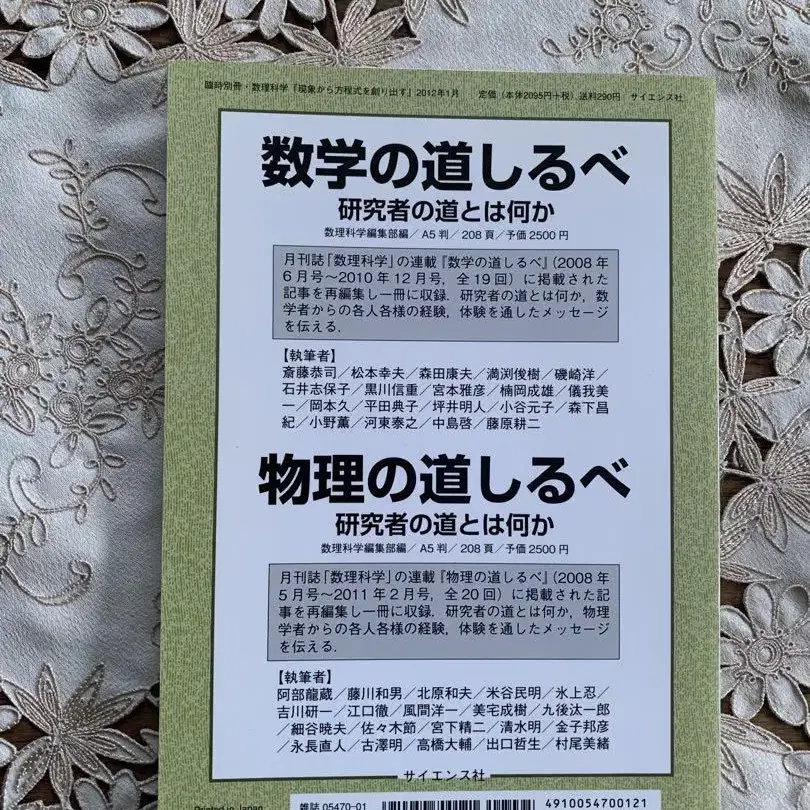 臨時別冊・数理科学『現象から方程式を創り出す』2012年1月 定価（本体2095円+税）送料290円 サイエンス社
数学の道しるべ
研究者の道とは何か
数理科学編集部編／A5判／208頁／予価2500円
月刊誌「数理科学」の連載『数学の道しるべ』(2008年
6月号～2010年12月号，全19回）に掲載された
記事を再編集し一冊に収録．研究者の道とは何か，数
学者からの各人各様の経験，体験を通したメッセージ
を伝える．
【執筆者】
斎藤恭司／松本幸夫／森田康夫／満渕俊樹／磯崎洋／
石井志保子／黒川信重／宮本雅彦／楠岡成雄／儀我美
一／岡本久／平田典子／坪井明人／小谷元子／森下昌
紀／小野薫／河東泰之／中島啓／藤原耕二
物理の道しるべ
研究者の道とは何か
数理科学編集部編／A5判／208頁／予価2500円
月刊誌「数理科学」の連載『物理の道しるべ』(2008年
5月号～2011年2月号，全20回）に掲載された記
事を再編集し一冊に収録．研究者の道とは何か，物理
学者からの各人各様の経験，体験を通したメッセージ
を伝える．
【執筆者】
阿部龍蔵／藤川和男／北原和夫／米谷民明／氷上忍／
吉川研一／江口徹／風間洋一／美宅成樹／九後汰一郎
／細谷暁夫／佐々木節／宮下精二／清水明／金子邦彦
／永長直人／古澤明／高橋大輔／出口哲生／村尾美緒
サイエンス社
Printed in Japan 雑誌 05470-01 4910054700121